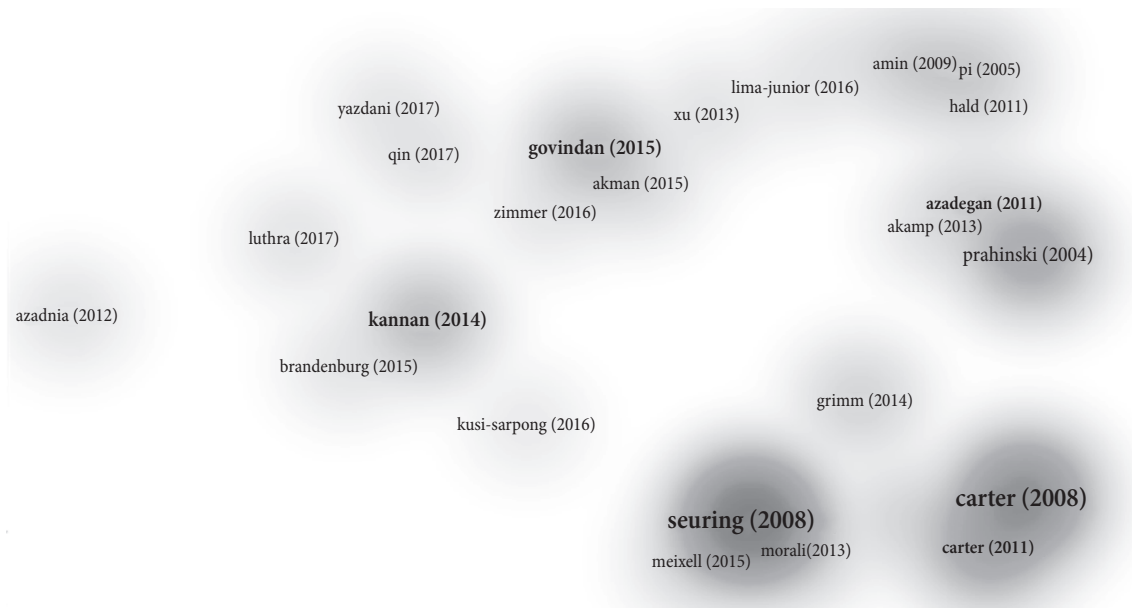 amin (2009)
pi (2005)
lima-junior (2016)
yazdani (2017)
hald (2011)
xu (2013)
govindan (2015)
qin (2017)
akman (2015)
azadegan (2011)
zimmer (2016)
akamp (2013)
luthra (2017)
prahinski (2004)
azadnia (2012)
kannan (2014)
brandenburg (2015)
grimm (2014)
kusi-sarpong (2016)
carter (2008)
seuring (2008)
carter (2011)
morali(2013)
meixell (2015)